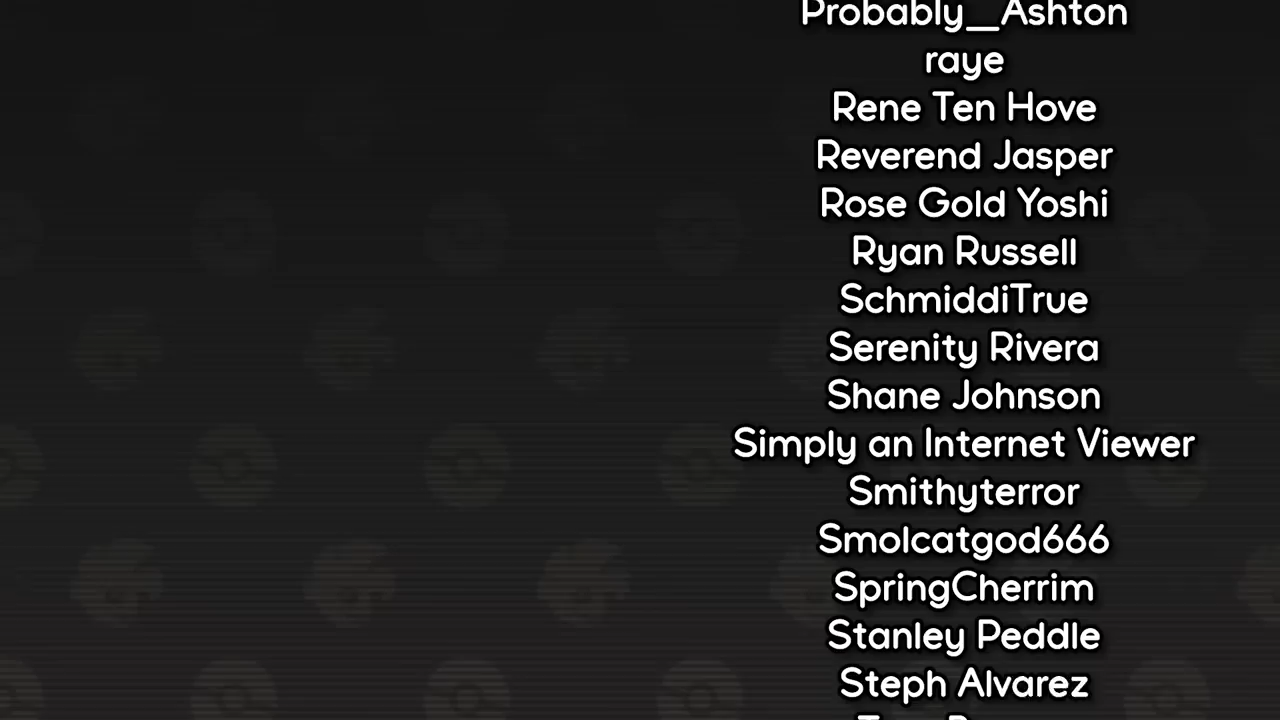 Probably_Ashton
raye
Rene Ten Hove
Reverend Jasper
Rose Gold Yoshi
Ryan Russell
SchmiddiTrue
Serenity Rivera
Shane Johnson
Simply an Internet Viewer
Smithyterror
Smolcatgod666
SpringCherrim
Stanley Peddle
Steph Alvarez